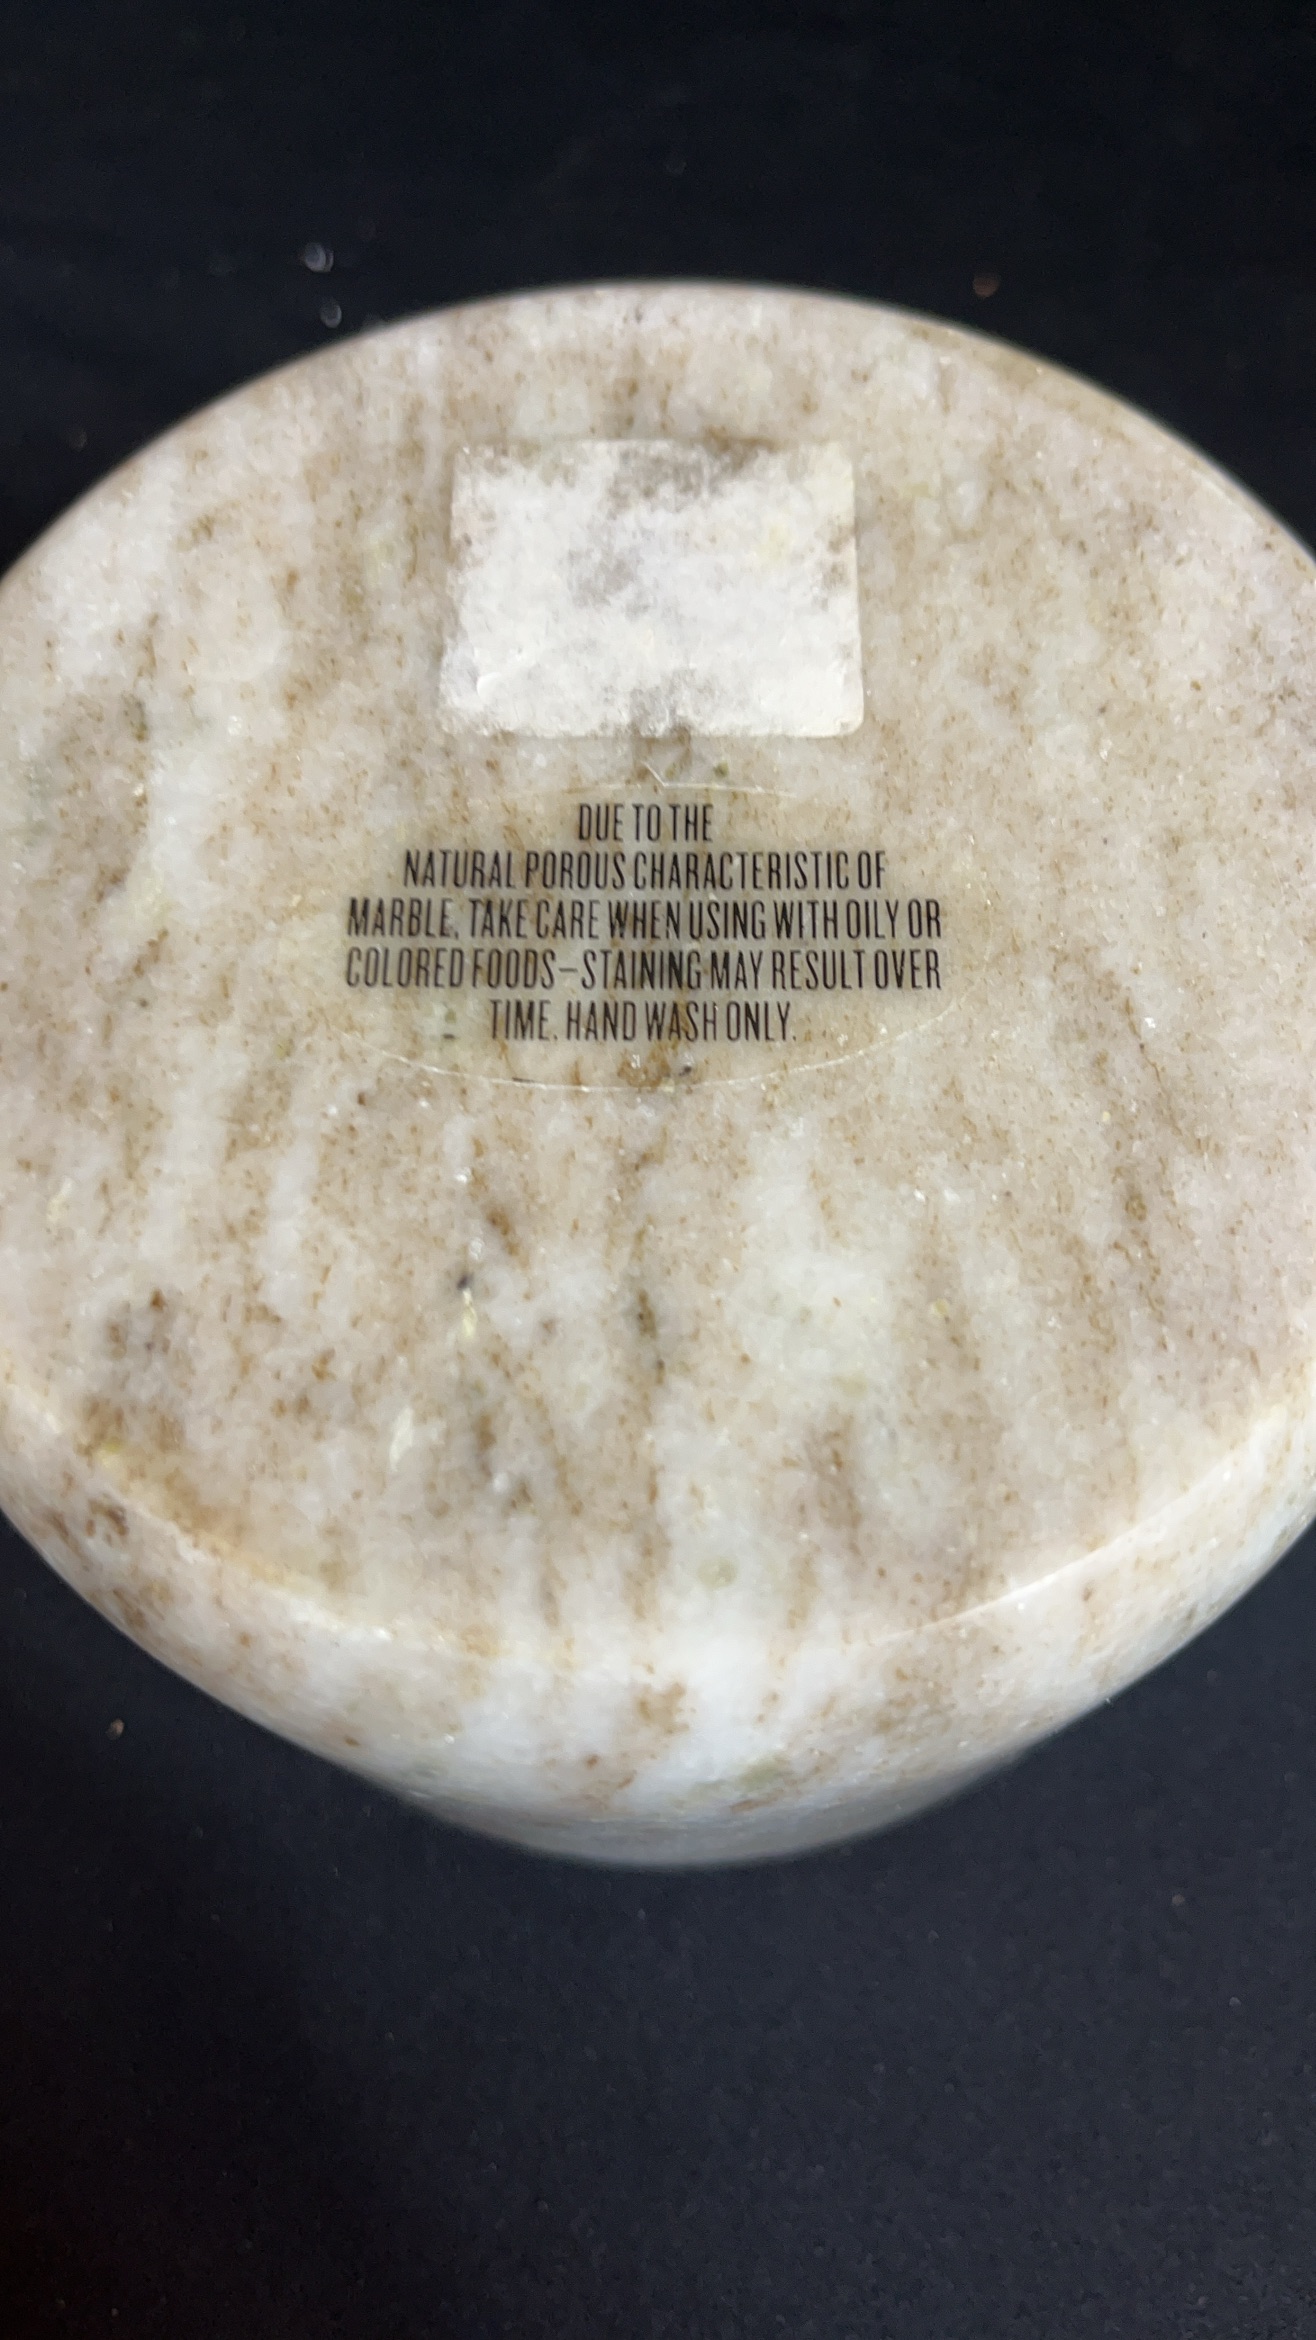 DUE TO THE
NATURAL POROUS CHARACTERISTIC OF
MARBLE, TAKE CARE WHEN USING WITH OILY OR
COLORED FOODS–STAINING MAY RESULT OVER
TIME. HAND WASH ONLY.